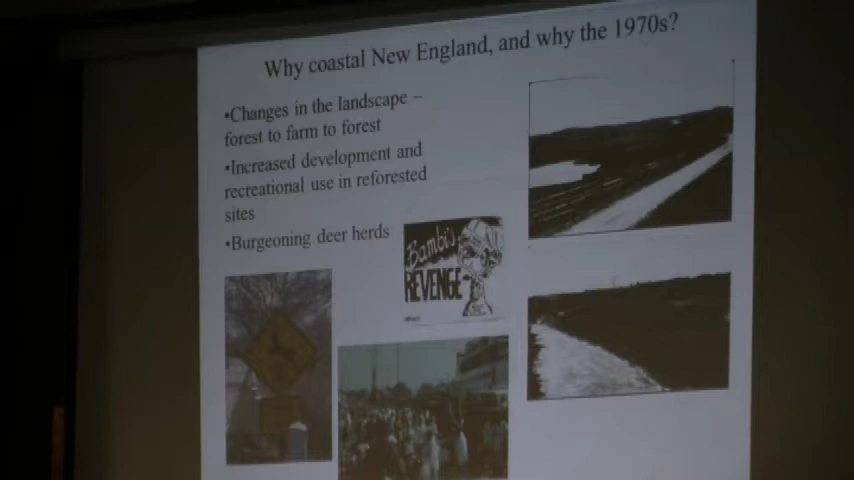 Why coastal New England, and why the 1970s?
•Changes in the landscape –
forest to farm to forest
•Increased development and
recreational use in reforested
sites
•Burgeoning deer herds
Bambi's
REVENGE